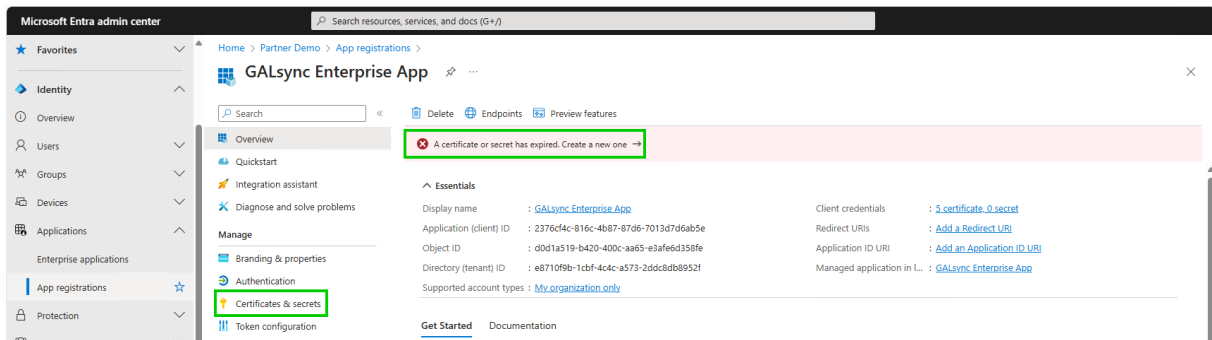 Microsoft Entra admin center
Search resources, services, and docs (G+/)
Favorites
Identity
Overview
Users
Groups
Devices
Applications
Enterprise applications
App registrations
Protection
Home > Partner Demo > App registrations >
GALsync Enterprise App
Search
Overview
Quickstart
Integration assistant
Diagnose and solve problems
Manage
Branding & properties
Authentication
Certificates & secrets
Token configuration
Delete Endpoints Preview features
A certificate or secret has expired. Create a new one →
Essentials
Display name : GALsync Enterprise App
Application (client) ID : 2376cf4c-816c-4b87-87d6-7013d7d6ab5e
Object ID : d0d1a519-b420-400c-aa65-e3afe6d358fe
Directory (tenant) ID : e8710f9b-1cbf-4c4c-a573-2ddc8db8952f
Supported account types : My organization only
Client credentials : 5 certificate, 0 secret
Redirect URIs : Add a Redirect URI
Application ID URI : Add an Application ID URI
Managed application in l... : GALsync Enterprise App
Get Started Documentation